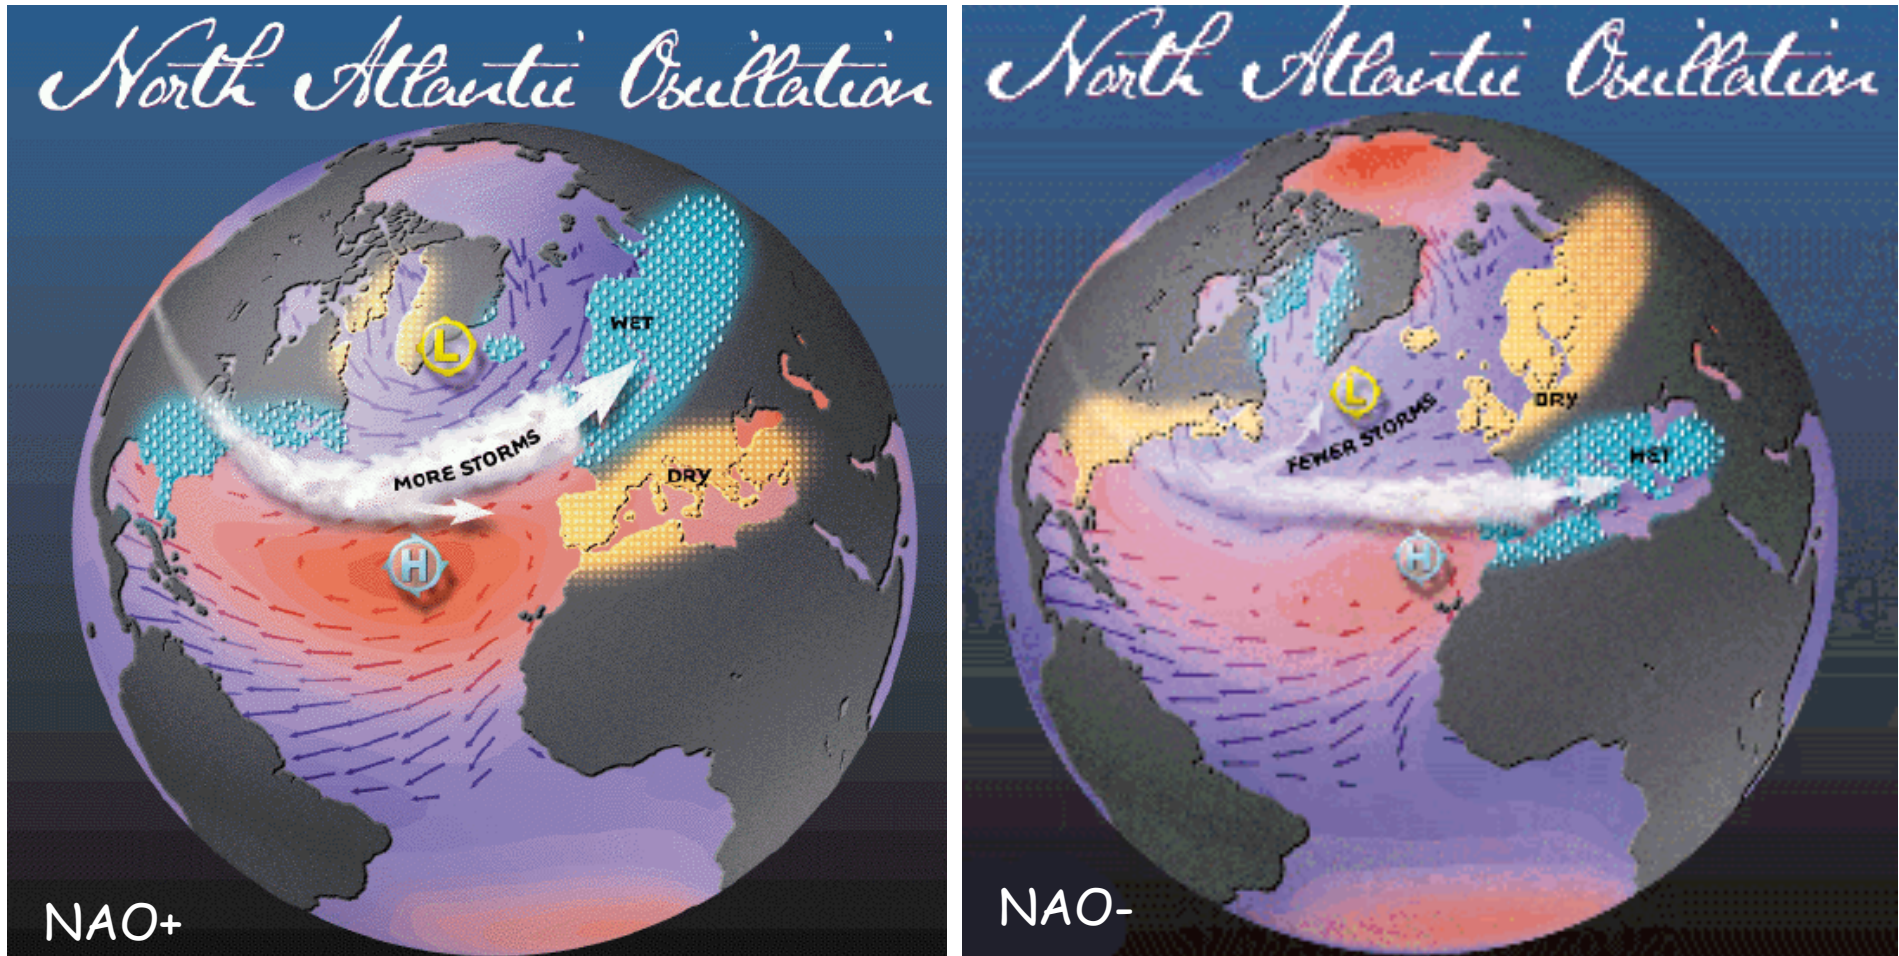 North Atlantic Oscillation
WET
L
MORE STORMS
DRY
H
NAO+
North Atlantic Oscillation
L
DRY
FEWER STORMS
WET
H
NAO-